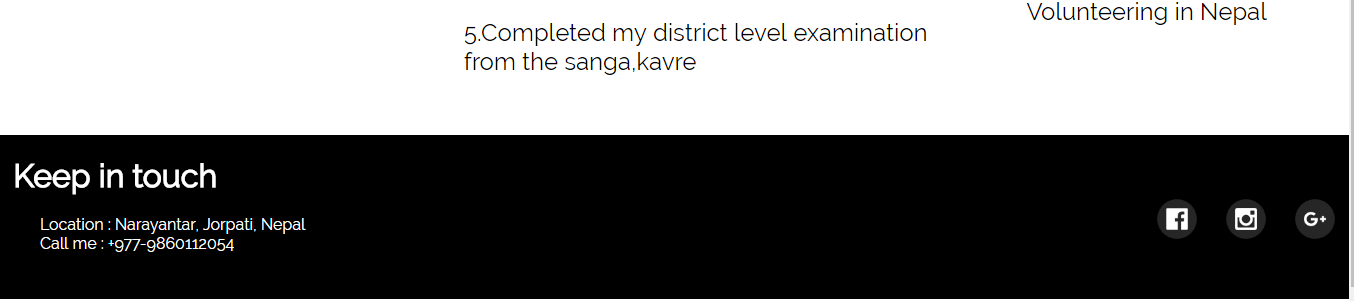 Volunteering in Nepal
5.Completed my district level examination
from the sanga,kavre
Keep in touch
Location : Narayantar, Jorpati, Nepal
Call me : +977-9860112054
G+